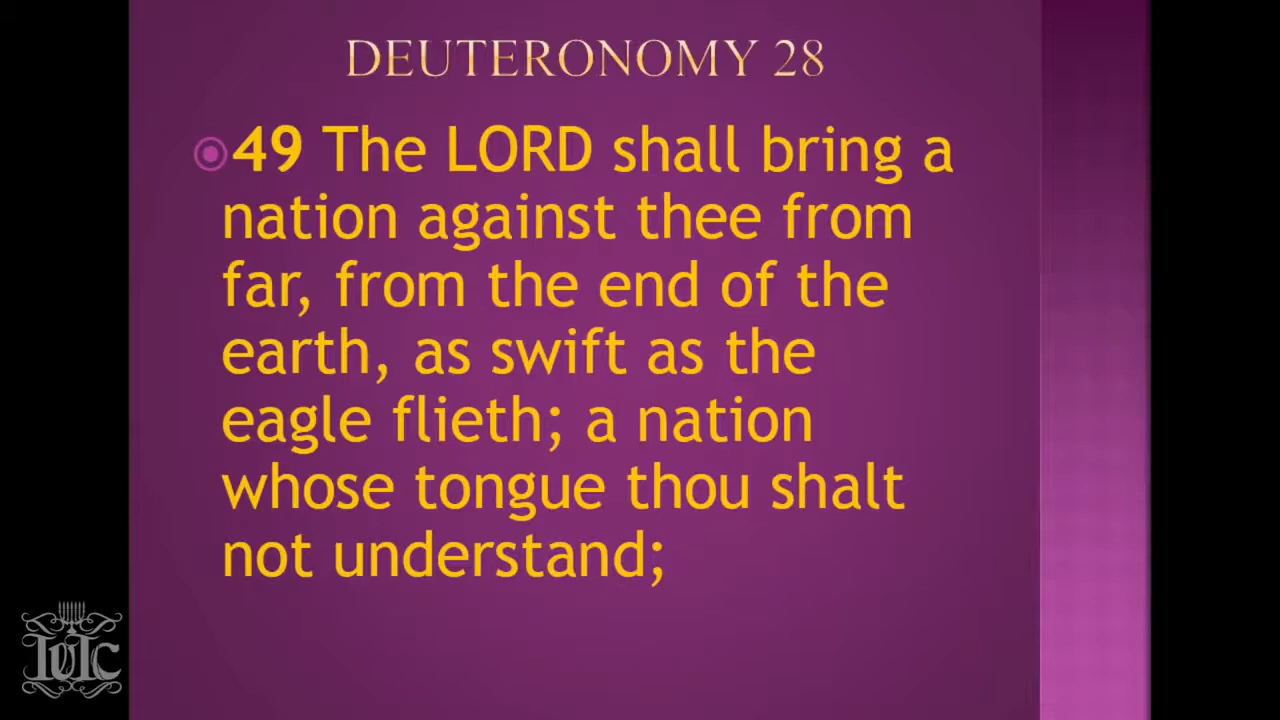 DEUTERONOMY 28
49 The LORD shall bring a
nation against thee from
far, from the end of the
earth, as swift as the
eagle flieth; a nation
whose tongue thou shalt
not understand;
IUIC